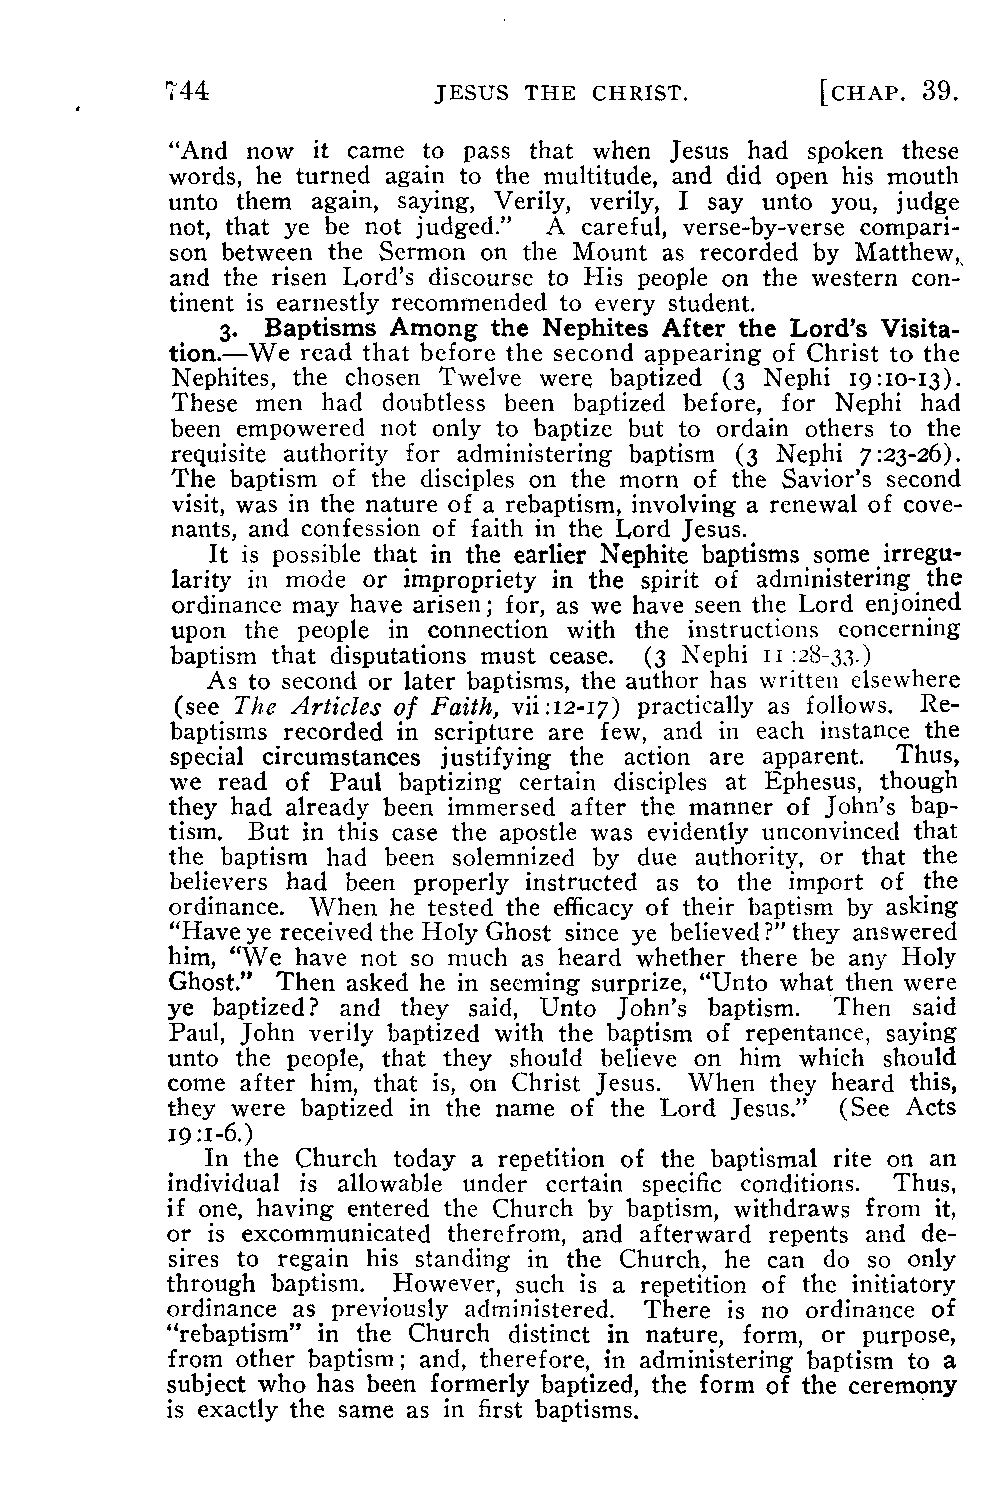 744 JESUS THE CHRIST. [CHAP. 39.
"And now it came to pass that when Jesus had spoken these
words, he turned again to the multitude, and did open his mouth
unto them again, saying, Verily, verily, I say unto you, judge
not, that ye be not judged." A careful, verse-by-verse compari-
son between the Sermon on the Mount as recorded by Matthew,
and the risen Lord's discourse to His people on the western con-
tinent is earnestly recommended to every student.
3. Baptisms Among the Nephites After the Lord's Visita-
tion.—We read that before the second appearing of Christ to the
Nephites, the chosen Twelve were baptized (3 Nephi 19:10-13).
These men had doubtless been baptized before, for Nephi had
been empowered not only to baptize but to ordain others to the
requisite authority for administering baptism (3 Nephi 7:23-26).
The baptism of the disciples on the morn of the Savior's second
visit, was in the nature of a rebaptism, involving a renewal of cove-
nants, and confession of faith in the Lord Jesus.
It is possible that in the earlier Nephite baptisms some irregu-
larity in mode or impropriety in the spirit of administering the
ordinance may have arisen; for, as we have seen the Lord enjoined
upon the people in connection with the instructions concerning
baptism that disputations must cease. (3 Nephi 11:28-33.)
As to second or later baptisms, the author has written elsewhere
(see The Articles of Faith, vii:12-17) practically as follows. Re-
baptisms recorded in scripture are few, and in each instance the
special circumstances justifying the action are apparent. Thus,
we read of Paul baptizing certain disciples at Ephesus, though
they had already been immersed after the manner of John's bap-
tism. But in this case the apostle was evidently unconvinced that
the baptism had been solemnized by due authority, or that the
believers had been properly instructed as to the import of the
ordinance. When he tested the efficacy of their baptism by asking
"Have ye received the Holy Ghost since ye believed?" they answered
him, "We have not so much as heard whether there be any Holy
Ghost." Then asked he in seeming surprize, "Unto what then were
ye baptized? and they said, Unto John's baptism. Then said
Paul, John verily baptized with the baptism of repentance, saying
unto the people, that they should believe on him which should
come after him, that is, on Christ Jesus. When they heard this,
they were baptized in the name of the Lord Jesus." (See Acts
19:1-6.)
In the Church today a repetition of the baptismal rite on an
individual is allowable under certain specific conditions. Thus,
if one, having entered the Church by baptism, withdraws from it,
or is excommunicated therefrom, and afterward repents and de-
sires to regain his standing in the Church, he can do so only
through baptism. However, such is a repetition of the initiatory
ordinance as previously administered. There is no ordinance of
"rebaptism" in the Church distinct in nature, form, or purpose,
from other baptism; and, therefore, in administering baptism to a
subject who has been formerly baptized, the form of the ceremony
is exactly the same as in first baptisms.